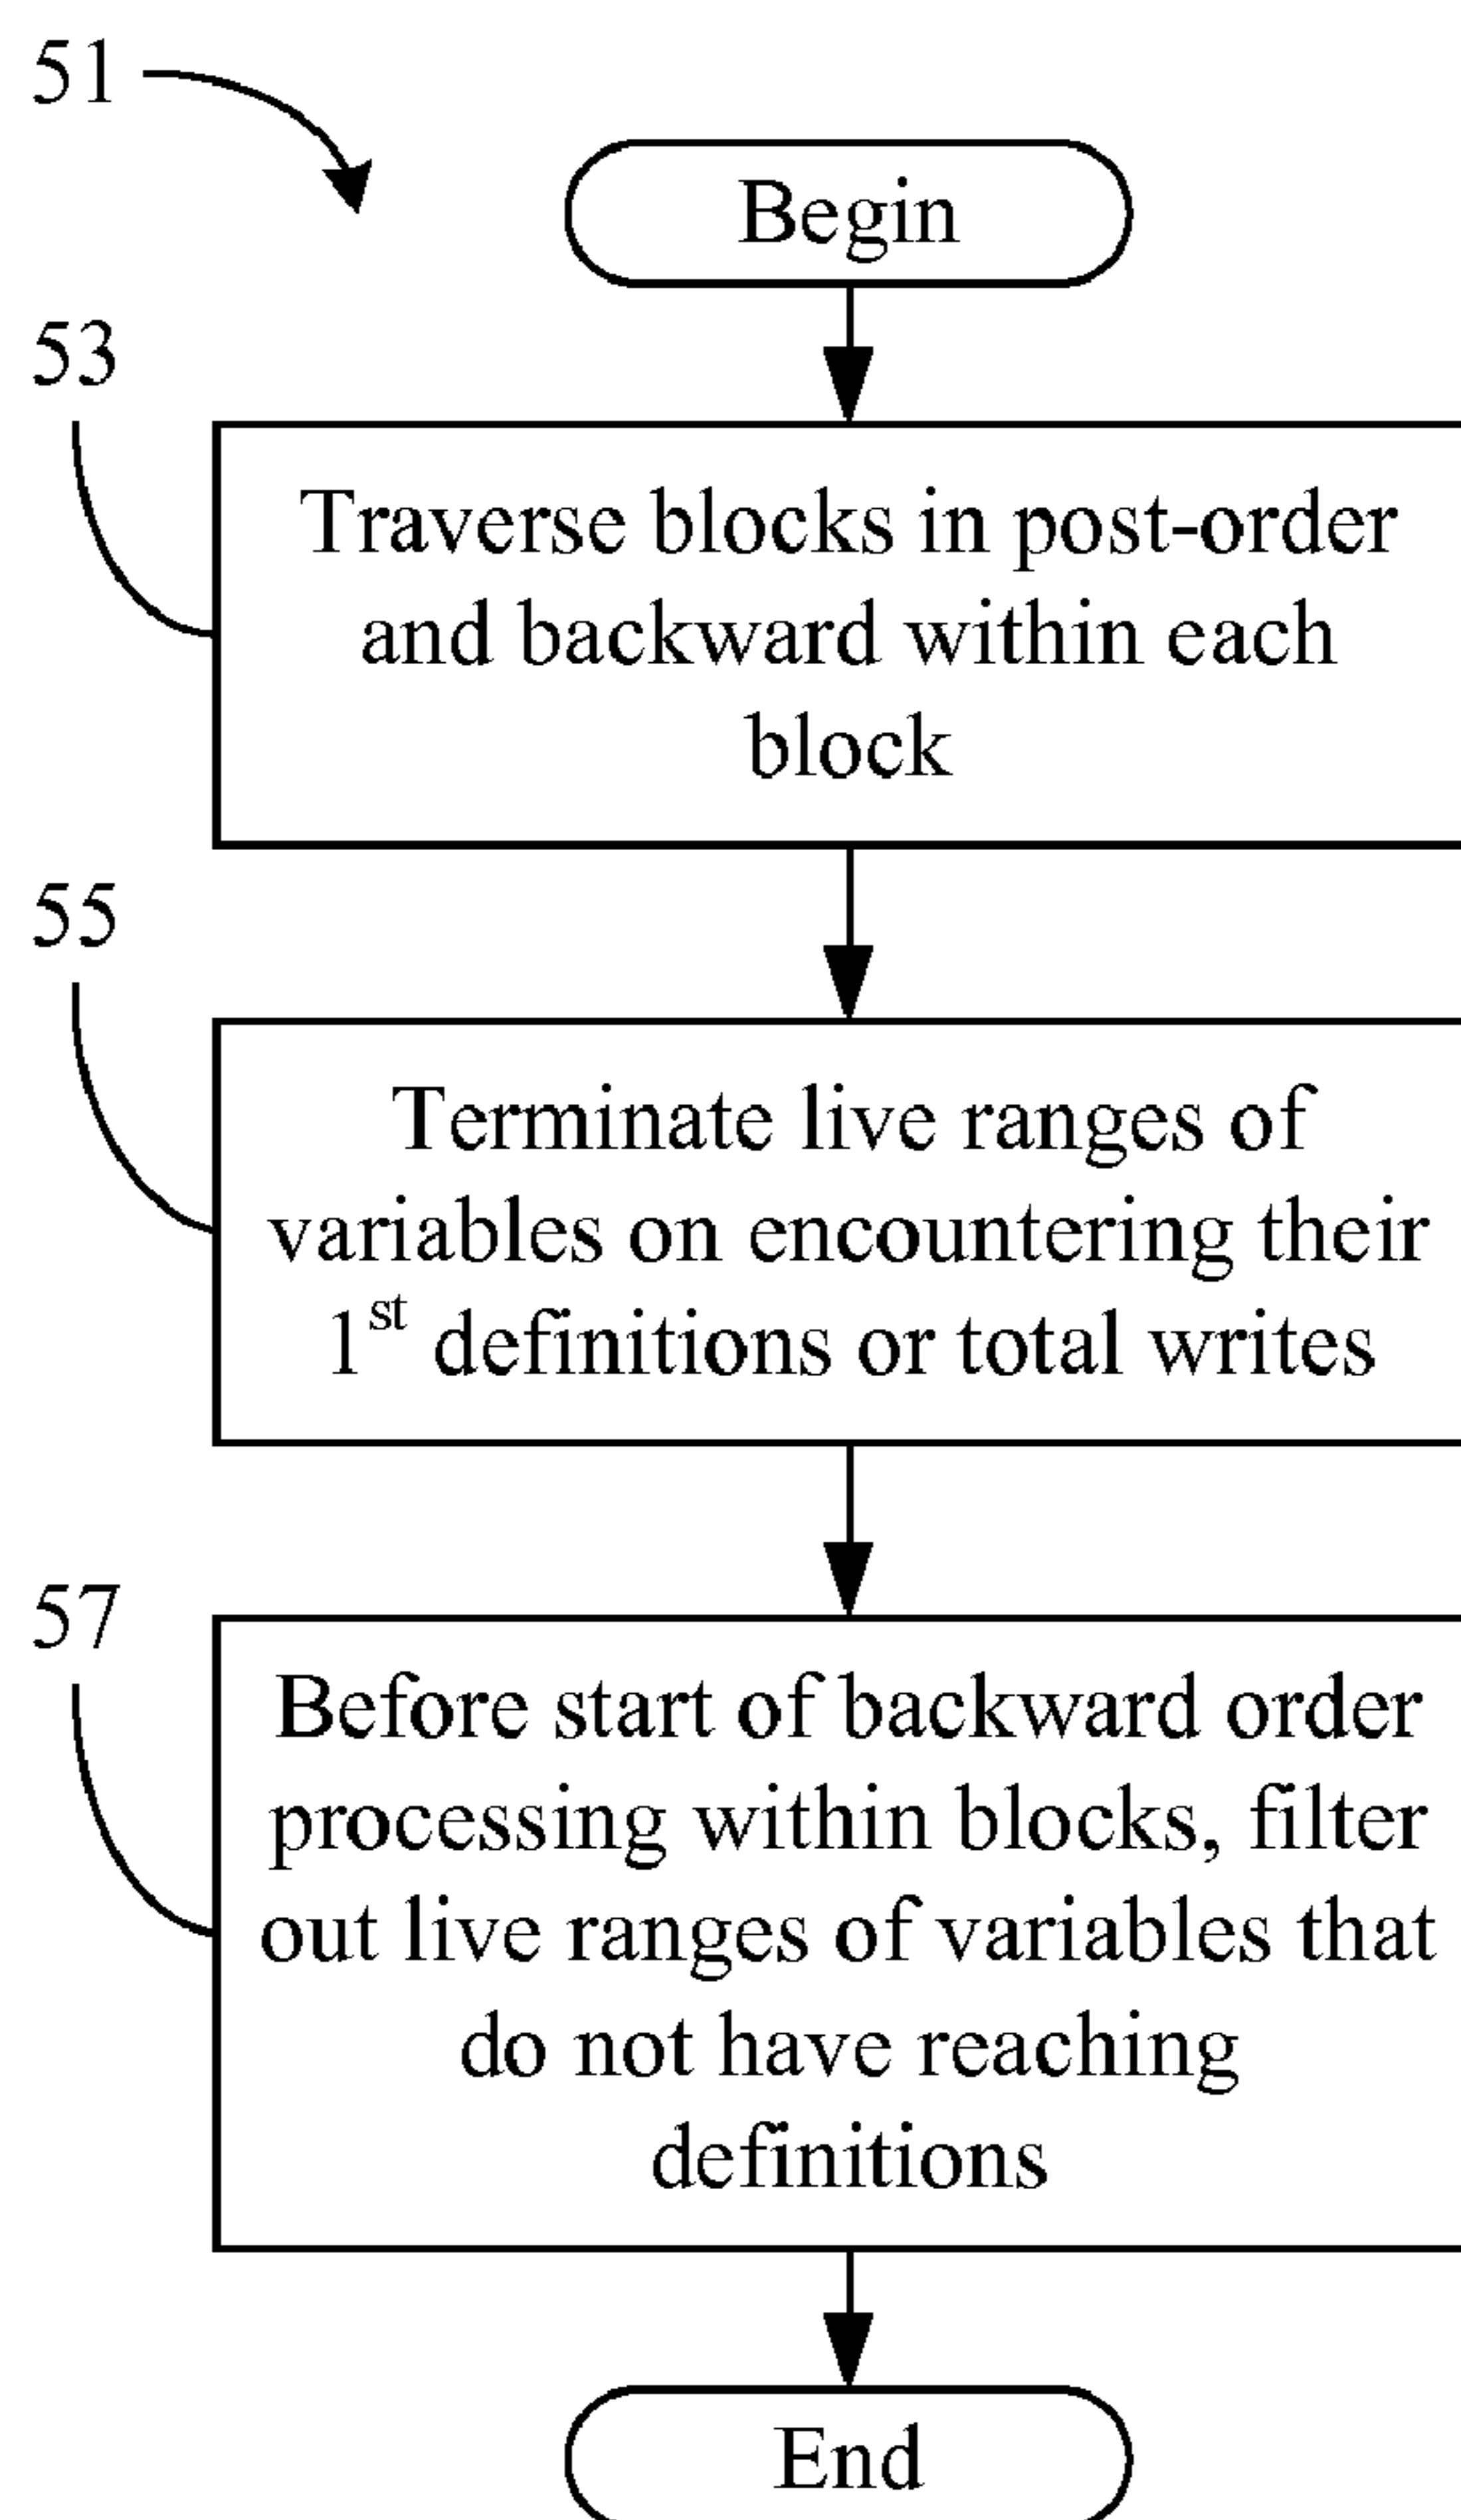 51
Begin
53
Traverse blocks in post-order
and backward within each
block
55
Terminate live ranges of
variables on encountering their
1st definitions or total writes
57
Before start of backward order
processing within blocks, filter
out live ranges of variables that
do not have reaching
definitions
End